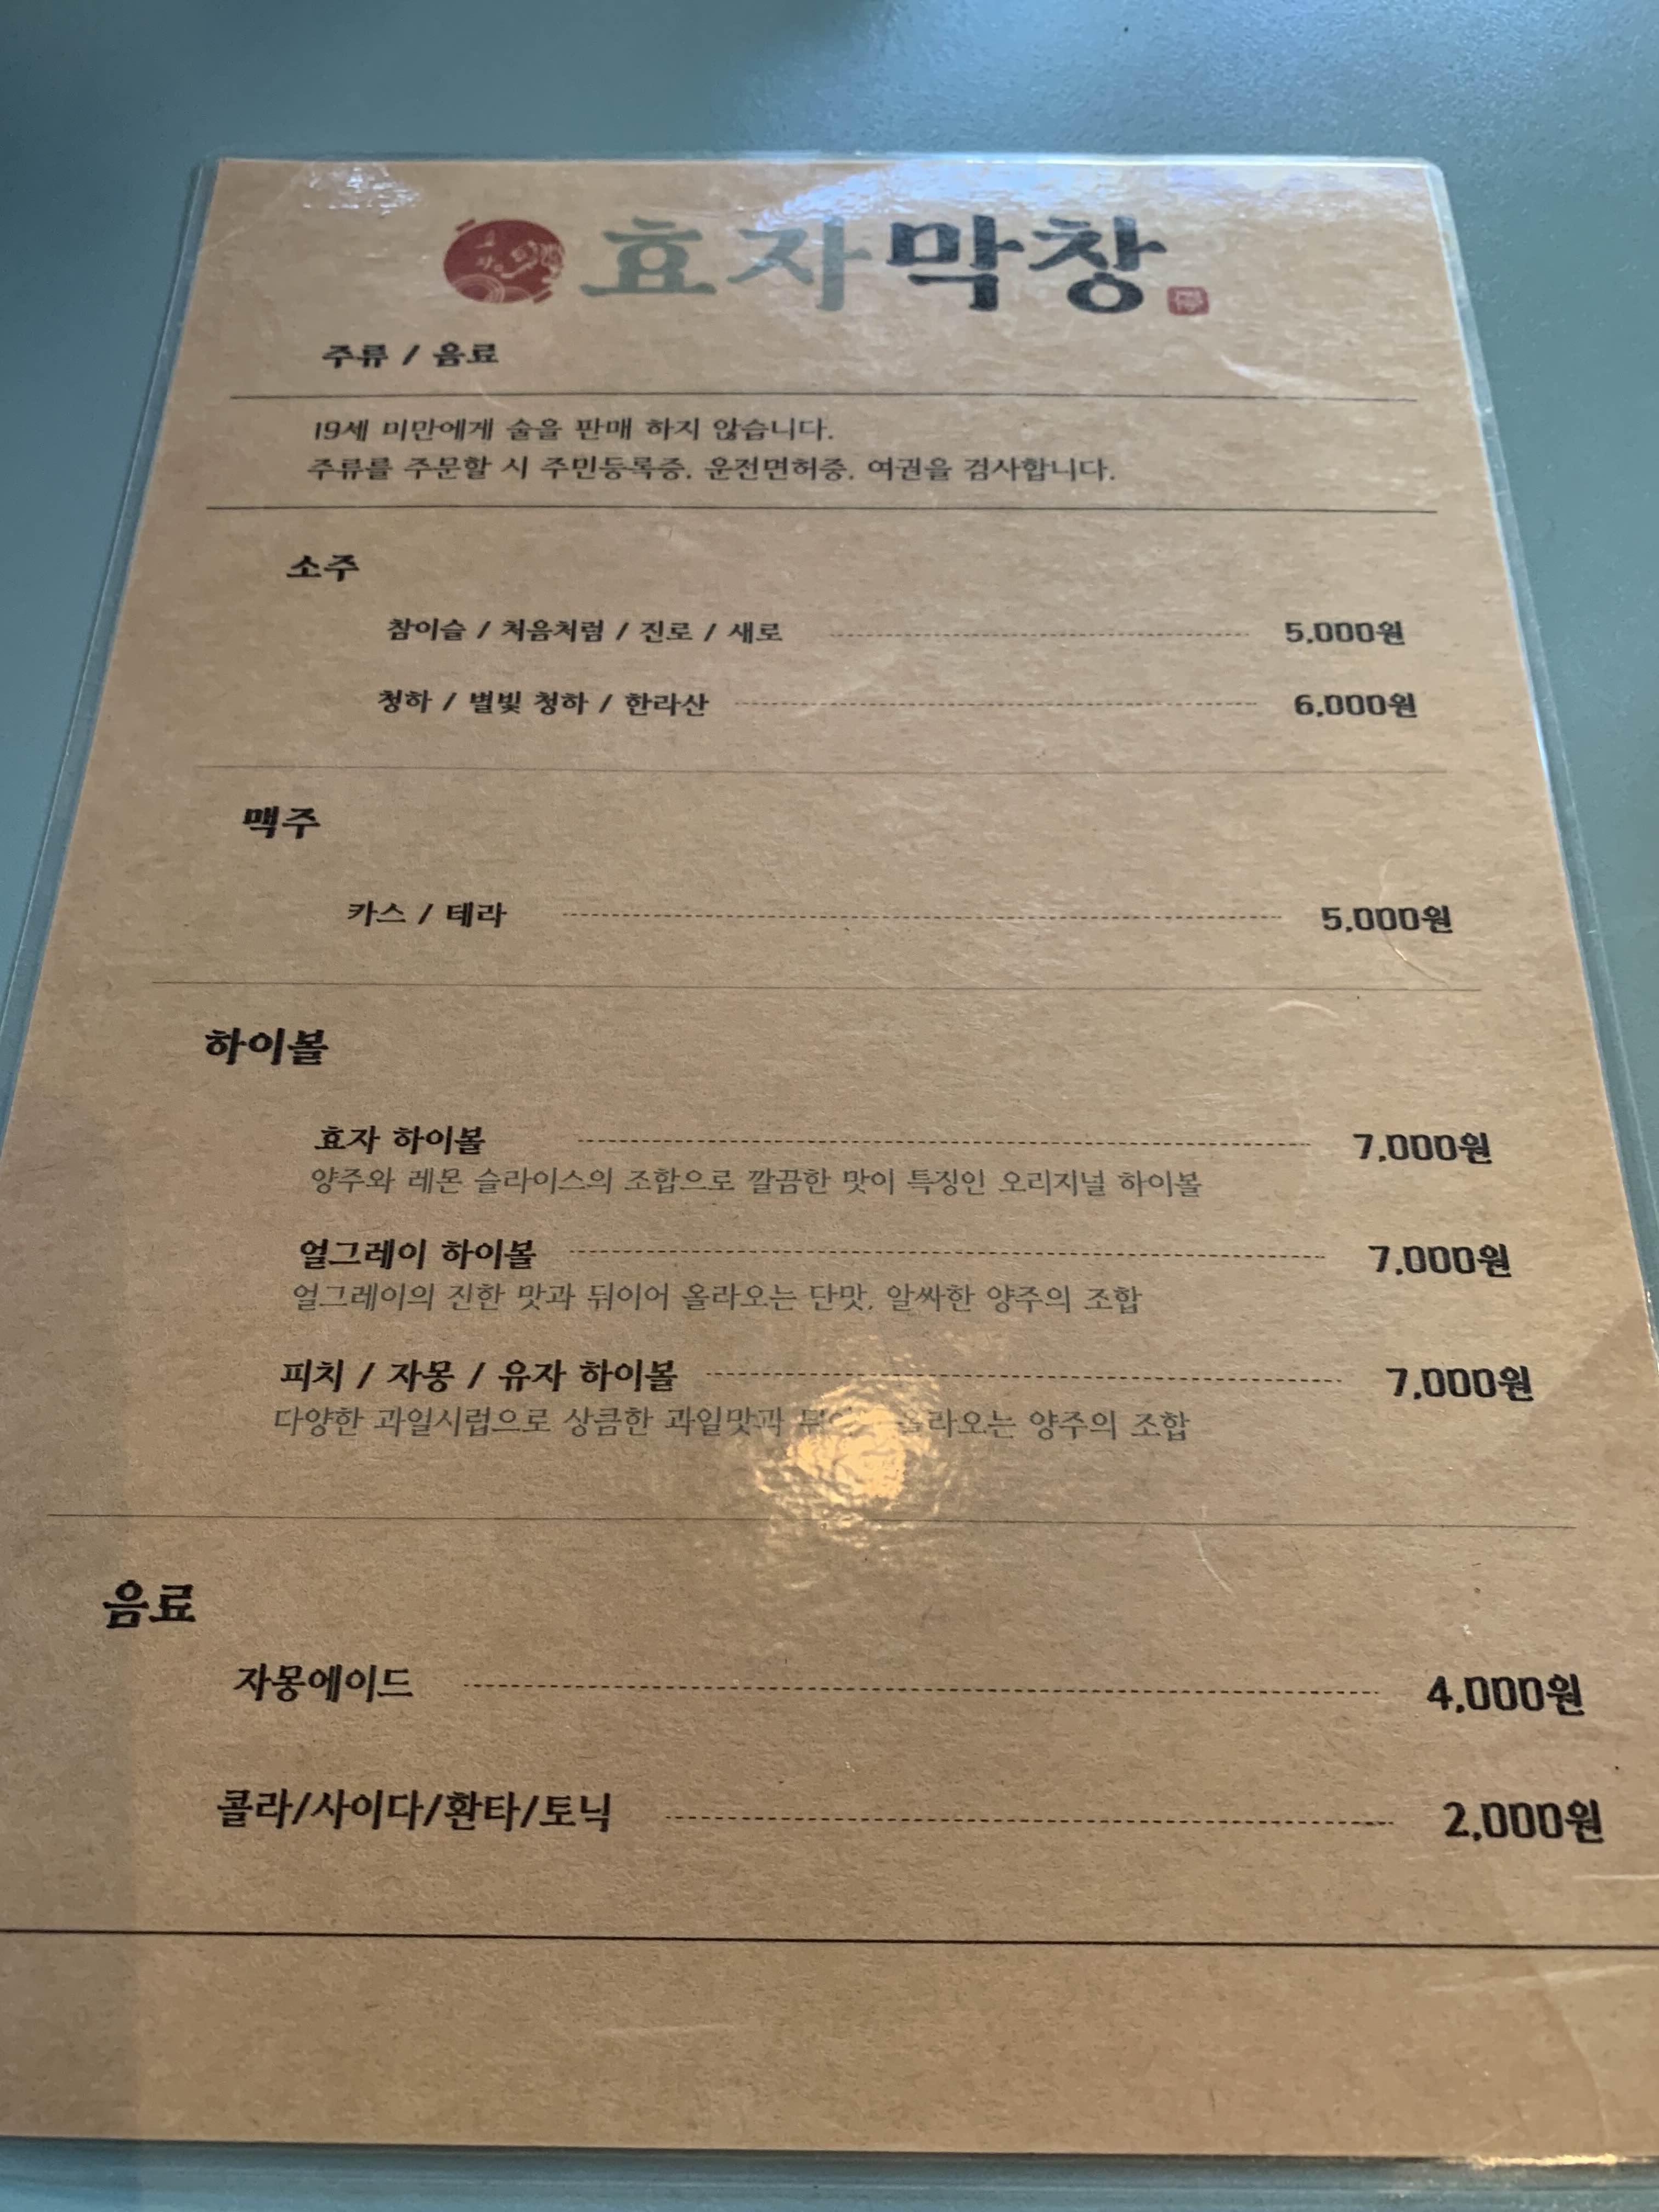 효자막창
주류 / 음료
19세 미만에게 술을 판매 하지 않습니다.
주류를 주문할 시 주민등록증, 운전면허증, 여권을 검사합니다.
소주
참이슬 / 처음처럼 / 진로 / 새로 5,000원
청하 / 별빛 청하 / 한라산 6,000원
맥주
카스 / 테라 5,000원
하이볼
효자 하이볼 7,000원
양주와 레몬 슬라이스의 조합으로 깔끔한 맛이 특징인 오리지널 하이볼
얼그레이 하이볼 7,000원
얼그레이의 진한 맛과 뒤이어 올라오는 단맛, 알싸한 양주의 조합
피치 / 자몽 / 유자 하이볼 7,000원
다양한 과일시럽으로 상큼한 과일맛과 올라오는 양주의 조합
음료
자몽에이드 4,000원
콜라/사이다/환타/토닉 2,000원